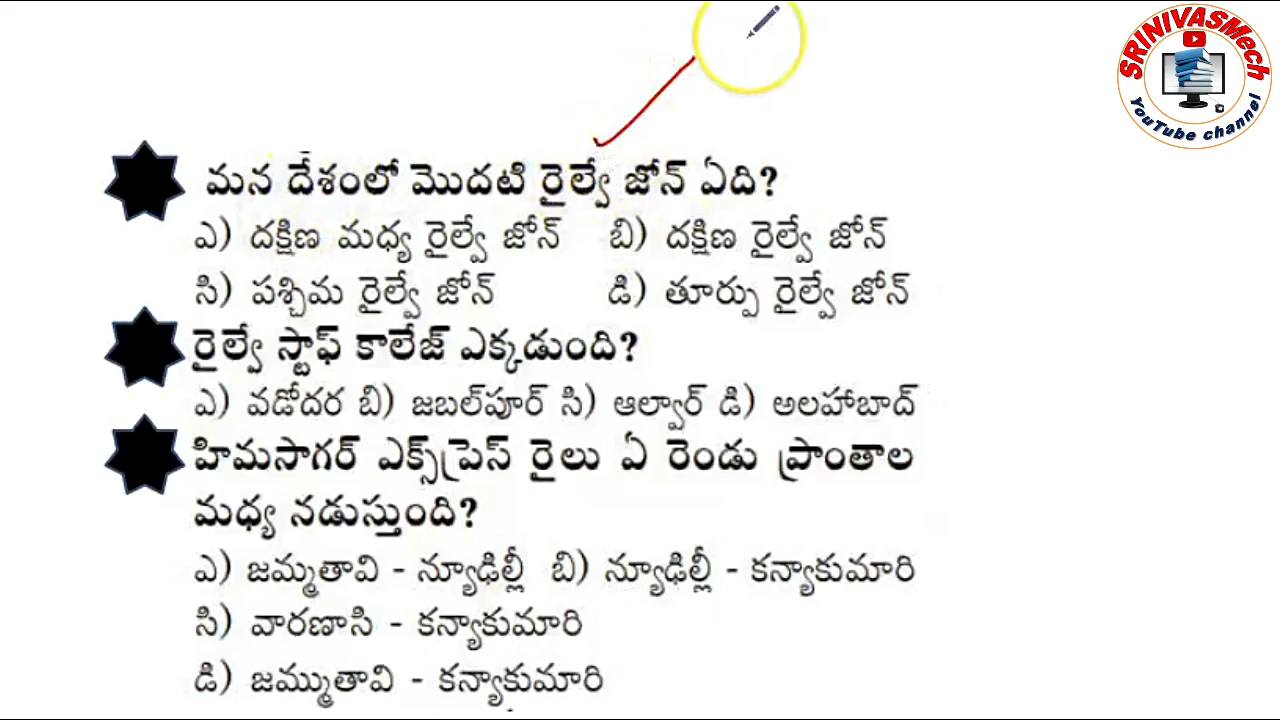 SRINIVASMech
YouTube channel
మన దేశంలో మొదటి రైల్వే జోన్ ఏది?
ఎ) దక్షిణ మధ్య రైల్వే జోన్ బి) దక్షిణ రైల్వే జోన్
సి) పశ్చిమ రైల్వే జోన్ డి) తూర్పు రైల్వే జోన్
రైల్వే స్టాఫ్ కాలేజ్ ఎక్కడుంది?
ఎ) వడోదర బి) జబల్‌పూర్ సి) ఆల్వార్ డి) అలహాబాద్
హిమసాగర్ ఎక్స్‌ప్రెస్ రైలు ఏ రెండు ప్రాంతాల
మధ్య నడుస్తుంది?
ఎ) జమ్మతావి - న్యూఢిల్లీ బి) న్యూఢిల్లీ - కన్యాకుమారి
సి) వారణాసి - కన్యాకుమారి
డి) జమ్ముతావి - కన్యాకుమారి